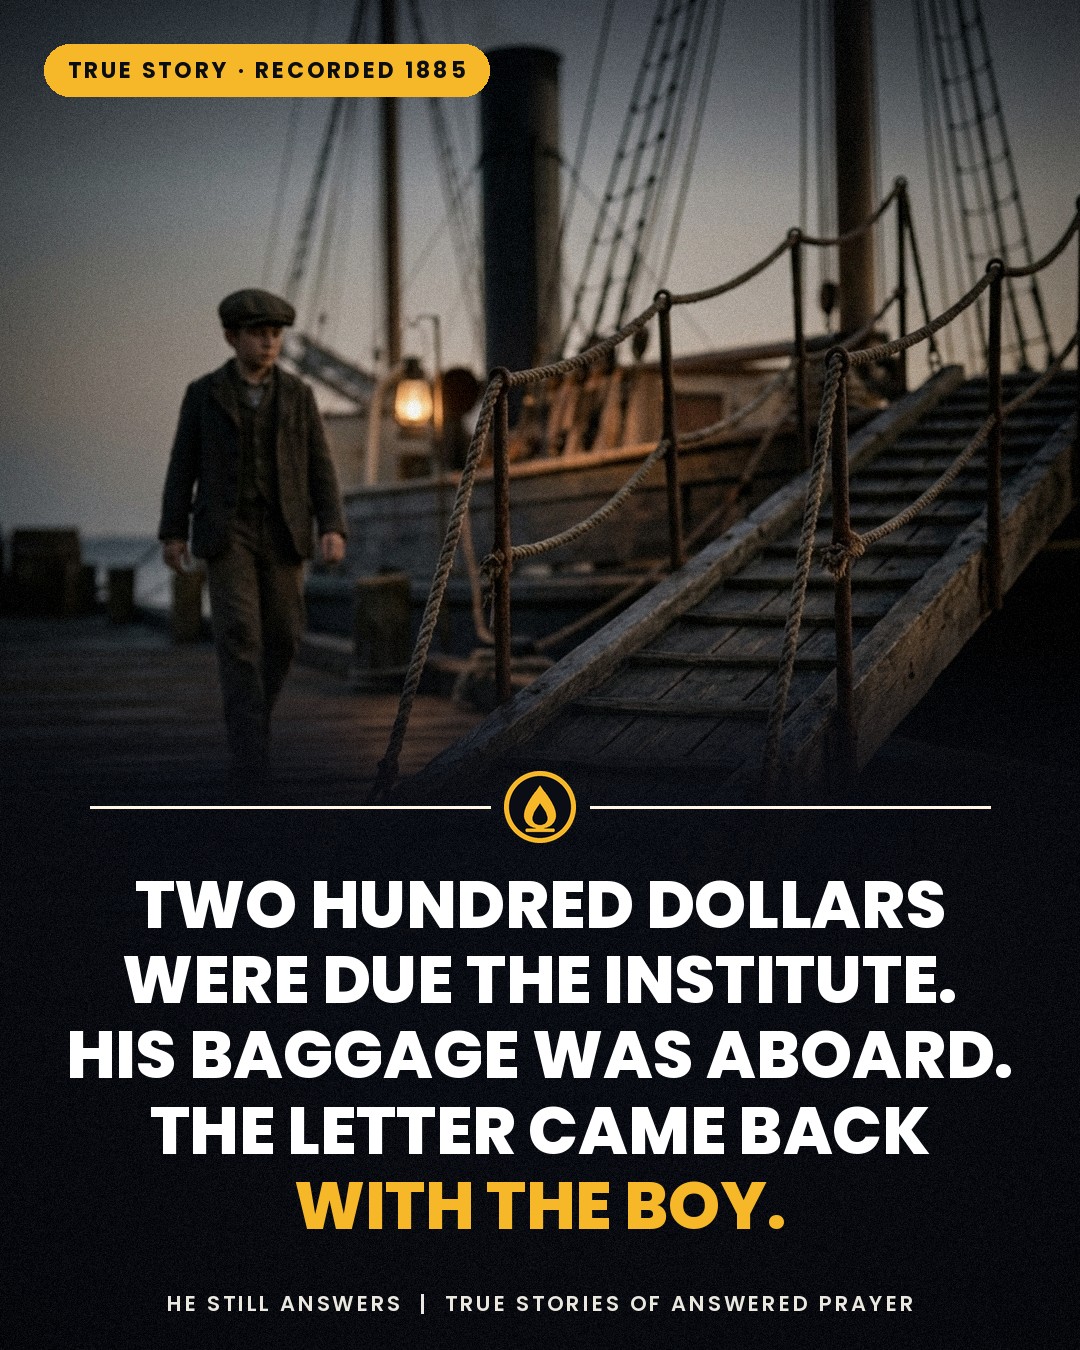 TRUE STORY · RECORDED 1885
TWO HUNDRED DOLLARS
WERE DUE THE INSTITUTE.
HIS BAGGAGE WAS ABOARD.
THE LETTER CAME BACK
WITH THE BOY.
HE STILL ANSWERS | TRUE STORIES OF ANSWERED PRAYER